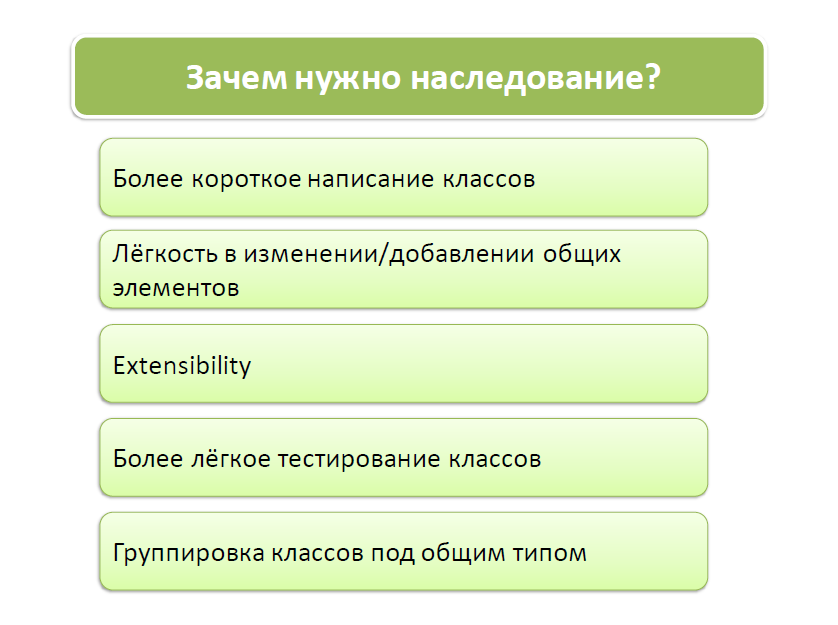 Зачем нужно наследование?
Более короткое написание классов
Лёгкость в изменении/добавлении общих
элементов
Extensibility
Более лёгкое тестирование классов
Группировка классов под общим типом